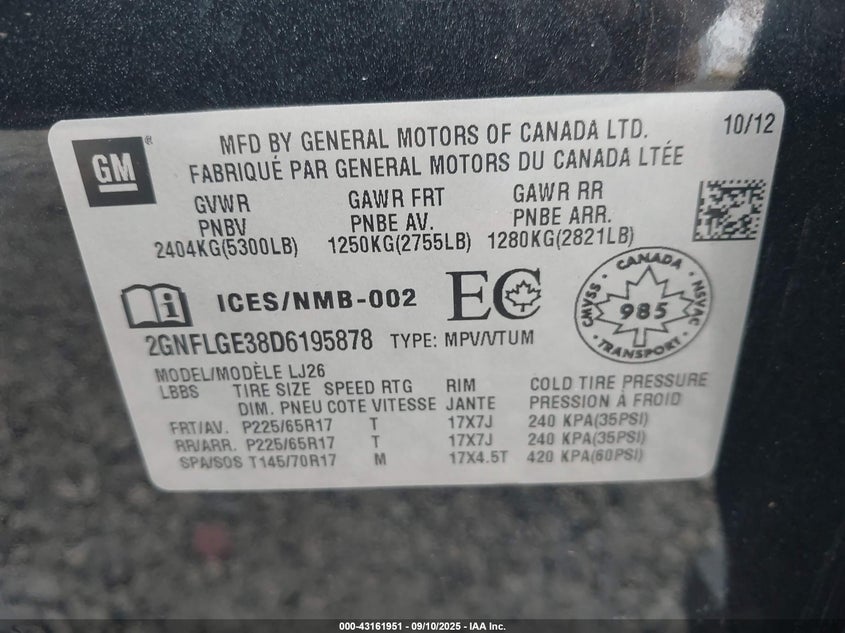 GM
MFD BY GENERAL MOTORS OF CANADA LTD. 10/12
FABRIQUÉ PAR GENERAL MOTORS DU CANADA LTÉE
GVWR GAWR FRT GAWR RR
PNBV PNBE AV. PNBE ARR.
2404KG(5300LB) 1250KG(2755LB) 1280KG(2821LB)
ICES/NMB-002 EC
CANADA
CMVSS 985 NSVAC
TRANSPORT
2GNFLGE38D6195878 TYPE: MPV/VTUM
MODEL/MODÈLE LJ26
LBBS TIRE SIZE SPEED RTG RIM COLD TIRE PRESSURE
DIM. PNEU COTE VITESSE JANTE PRESSION À FROID
FRT/AV. P225/65R17 T 17X7J 240 KPA(35PSI)
RR/ARR. P225/65R17 T 17X7J 240 KPA(35PSI)
SPA/SOS T145/70R17 M 17X4.5T 420 KPA(60PSI)
000-43161951 - 09/10/2025 - IAA Inc.